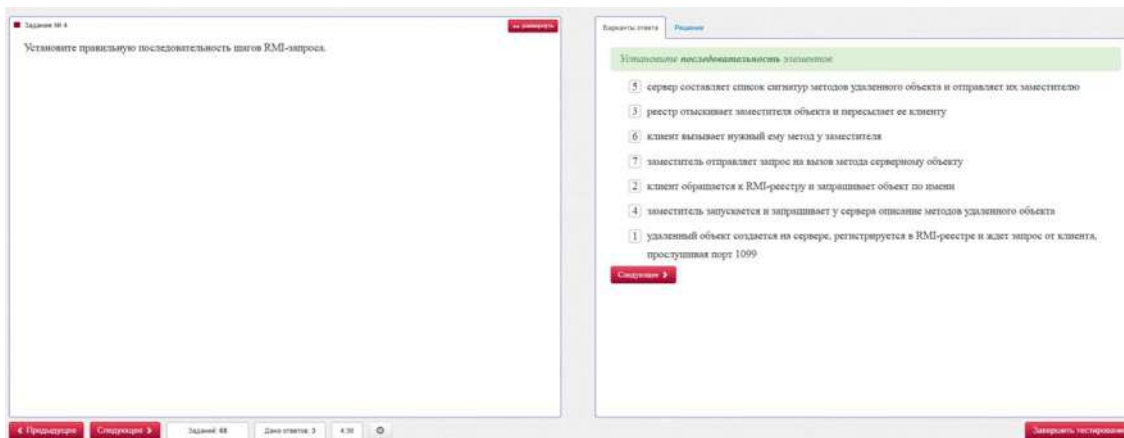 Задание № 4
развернуть
Установите правильную последовательность шагов RMI-запроса.
Варианты ответа Решение
Установите последовательность элементов
5 сервер составляет список сигнатур методов удаленного объекта и отправляет их заместителю
3 реестр отыскивает заместителя объекта и пересылает ее клиенту
6 клиент вызывает нужный ему метод у заместителя
7 заместитель отправляет запрос на вызов метода серверному объекту
2 клиент обращается к RMI-реестру и запрашивает объект по имени
4 заместитель запускается и запрашивает у сервера описание методов удаленного объекта
1 удаленный объект создается на сервере, регистрируется в RMI-реестре и ждет запрос от клиента,
прослушивая порт 1099
Следующее
Предыдущее Следующее Заданий: 68 Дано ответов: 3 Завершить тестирование